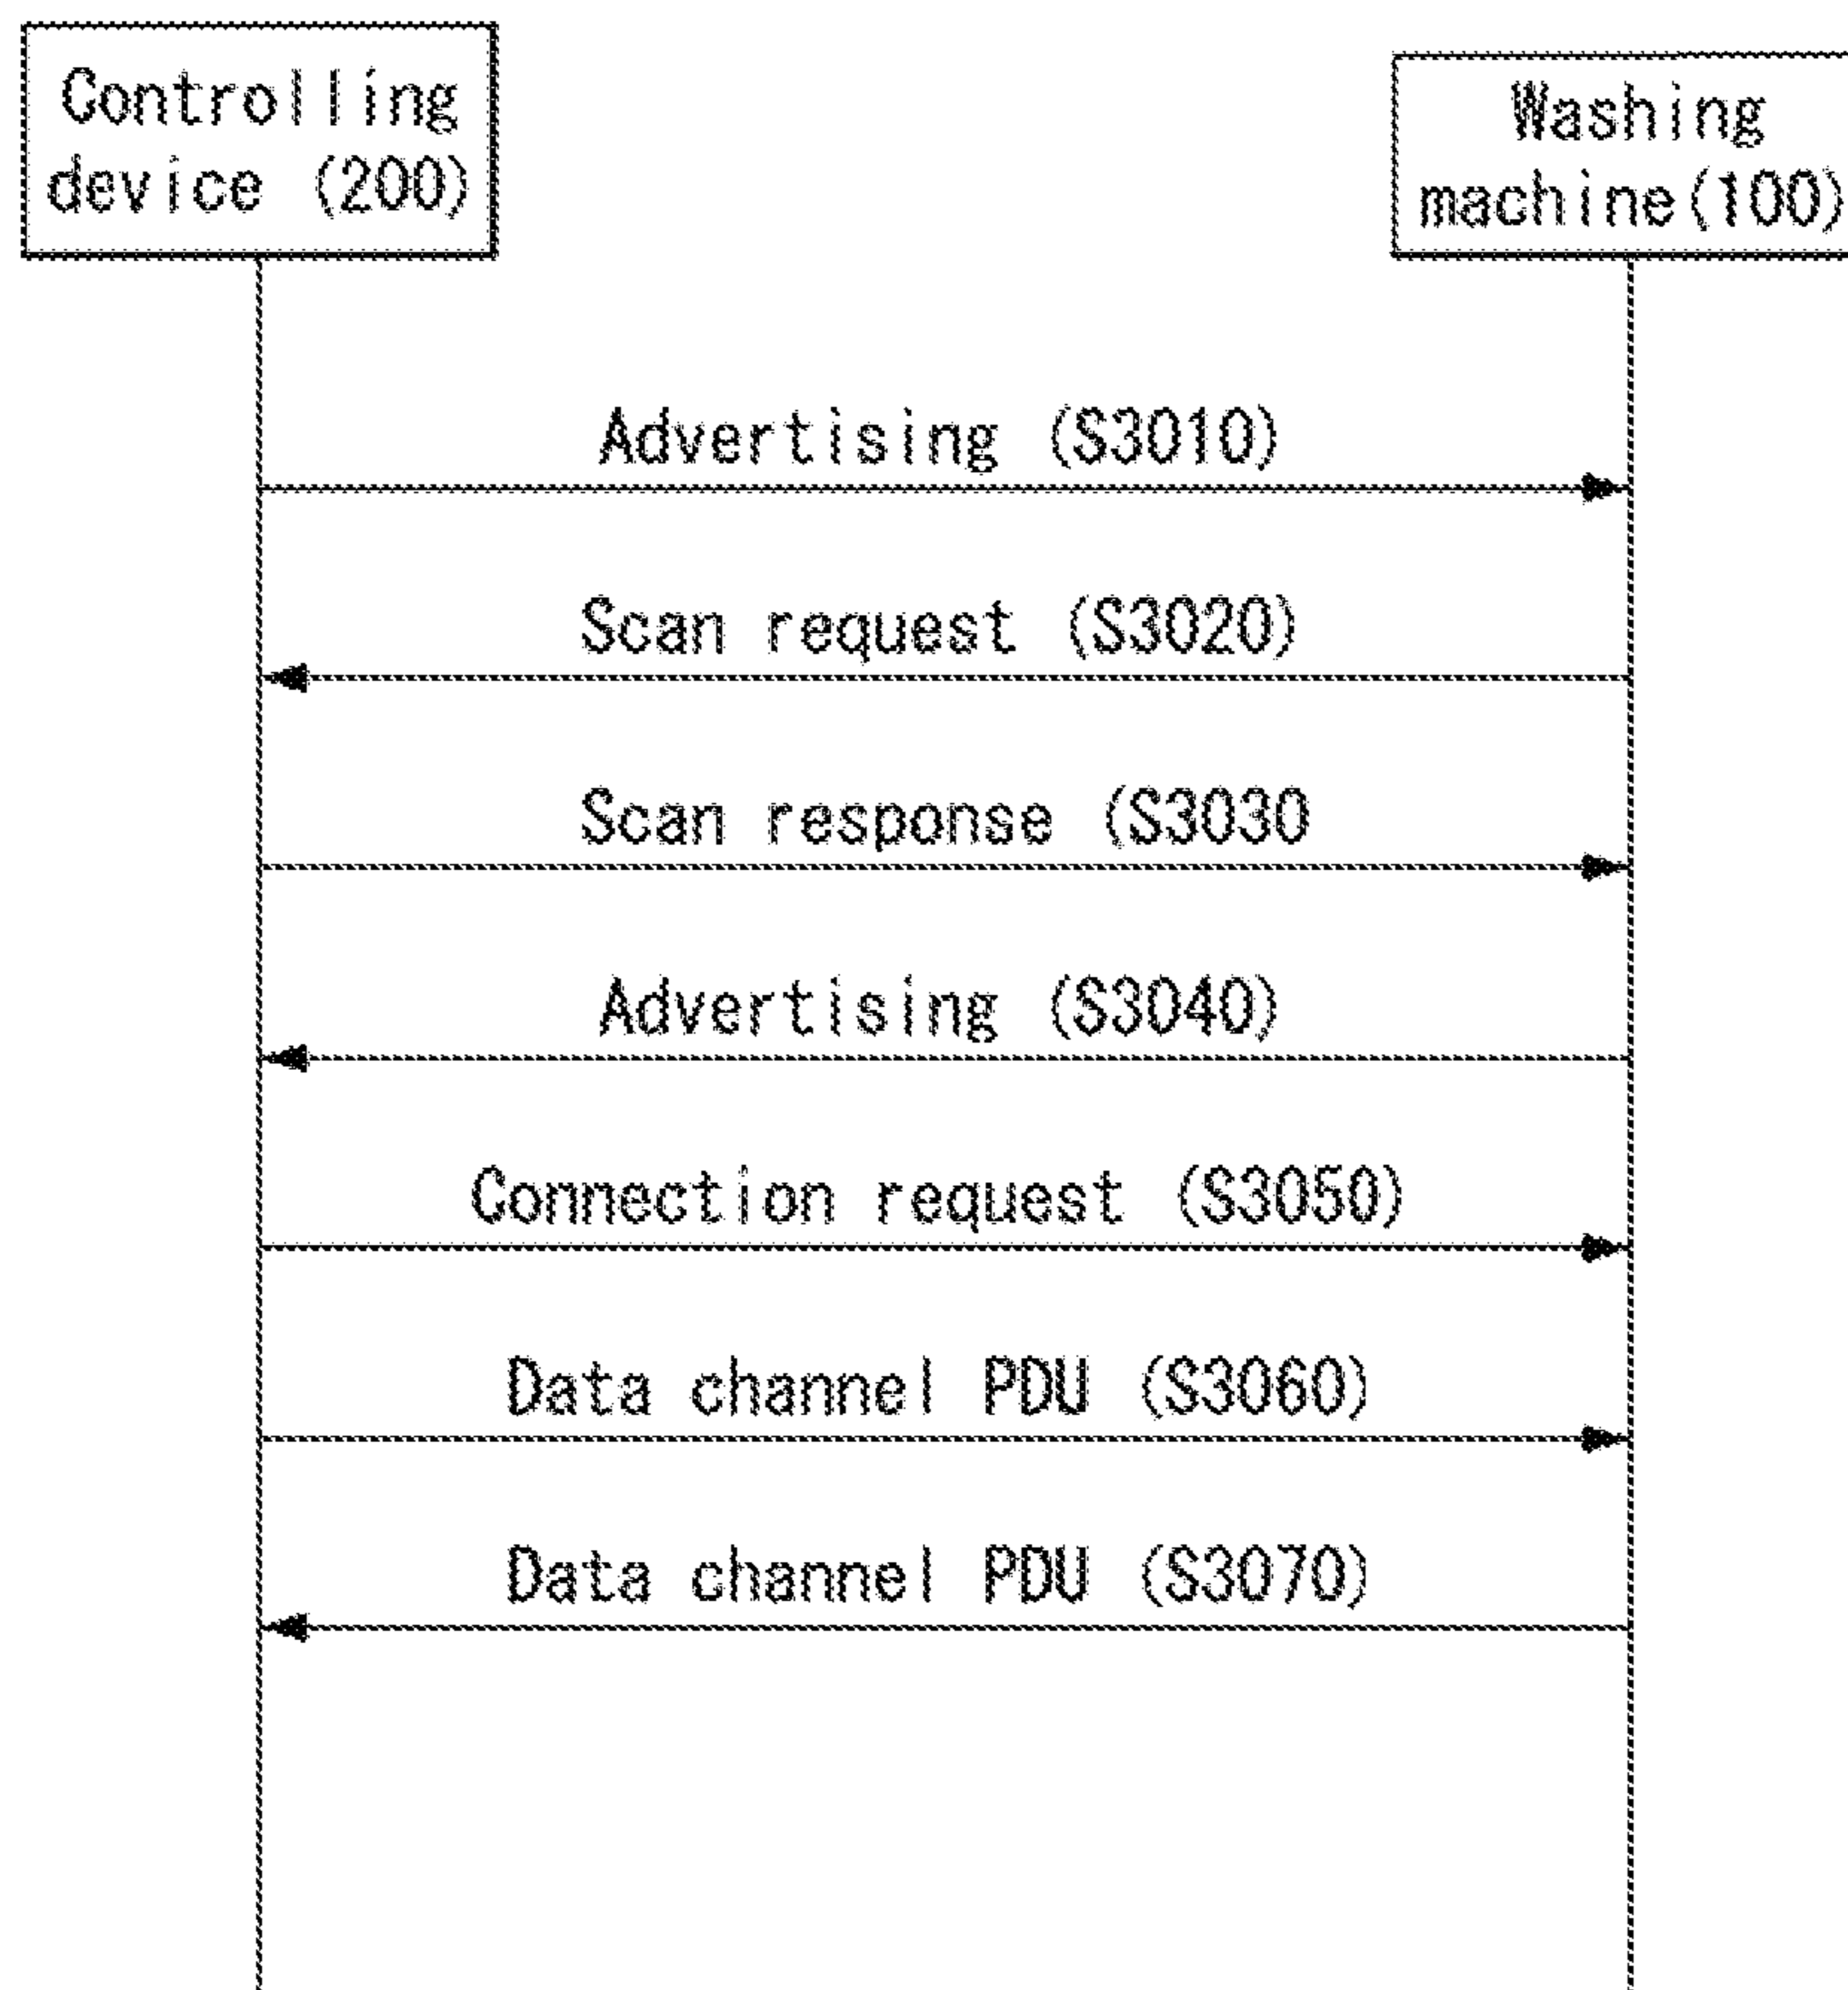 Controlling
device (200)
Washing
machine(100)
Advertising (S3010)
Scan request (S3020)
Scan response (S3030
Advertising (S3040)
Connection request (S3050)
Data channel PDU (S3060)
Data channel PDU (S3070)